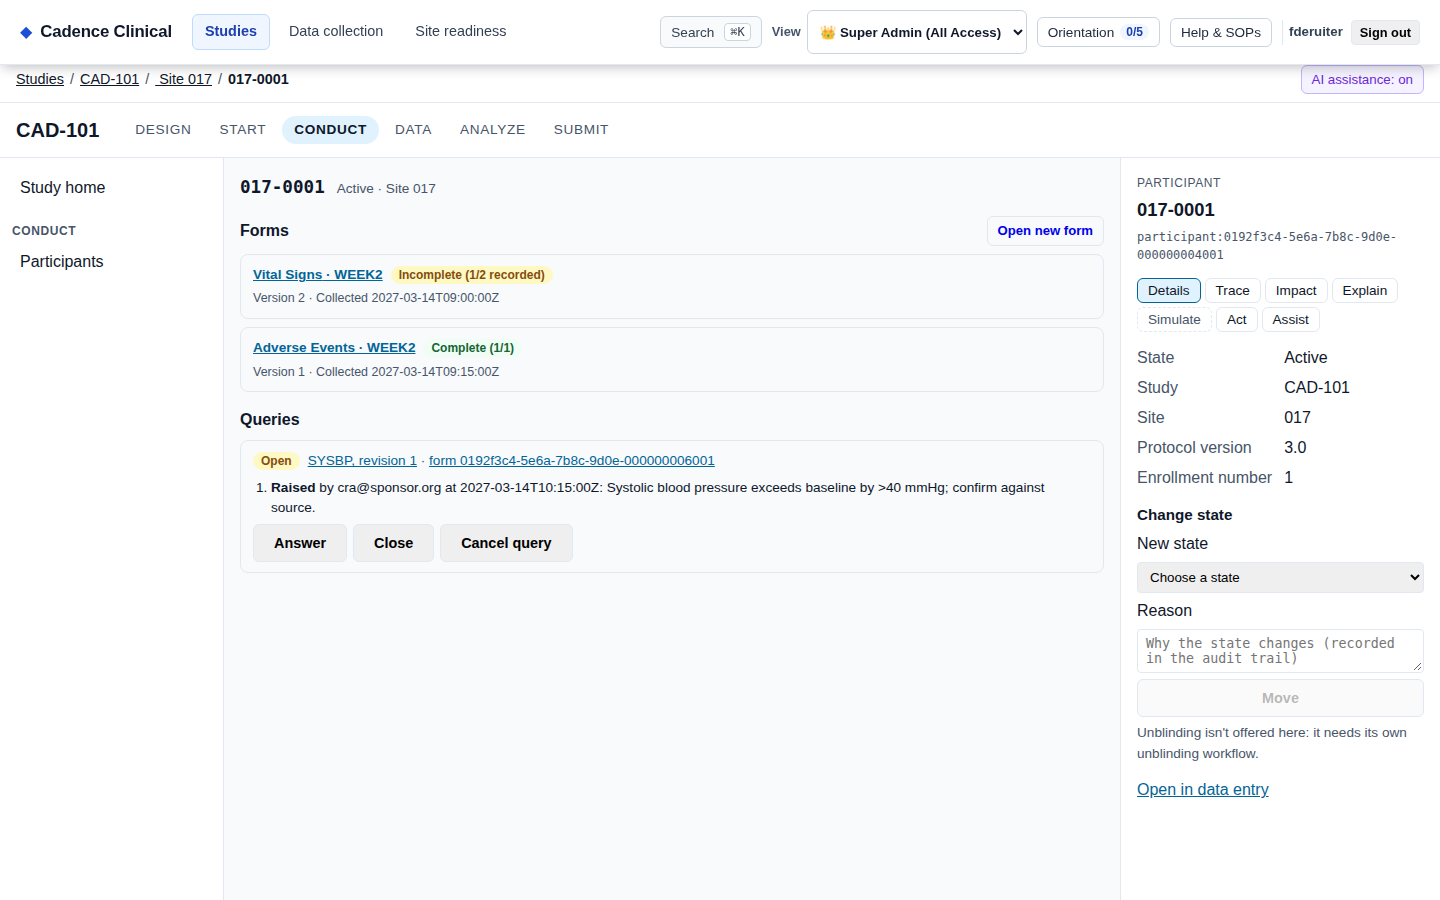 ◆ Cadence Clinical Studies Data collection Site readiness Search ⌘K View 👑 Super Admin (All Access) Orientation 0/5 Help & SOPs fderuiter Sign out
Studies / CAD-101 / Site 017 / 017-0001 AI assistance: on
CAD-101 DESIGN START CONDUCT DATA ANALYZE SUBMIT
Study home
CONDUCT
Participants
017-0001 Active · Site 017
Forms Open new form
Vital Signs · WEEK2 Incomplete (1/2 recorded)
Version 2 · Collected 2027-03-14T09:00:00Z
Adverse Events · WEEK2 Complete (1/1)
Version 1 · Collected 2027-03-14T09:15:00Z
Queries
Open SYSBP, revision 1 · form 0192f3c4-5e6a-7b8c-9d0e-000000006001
1. Raised by cra@sponsor.org at 2027-03-14T10:15:00Z: Systolic blood pressure exceeds baseline by >40 mmHg; confirm against
source.
Answer Close Cancel query
PARTICIPANT
017-0001
participant:0192f3c4-5e6a-7b8c-9d0e-
000000004001
Details Trace Impact Explain
Simulate Act Assist
State Active
Study CAD-101
Site 017
Protocol version 3.0
Enrollment number 1
Change state
New state
Choose a state
Reason
Why the state changes (recorded
in the audit trail)
Move
Unblinding isn't offered here: it needs its own
unblinding workflow.
Open in data entry